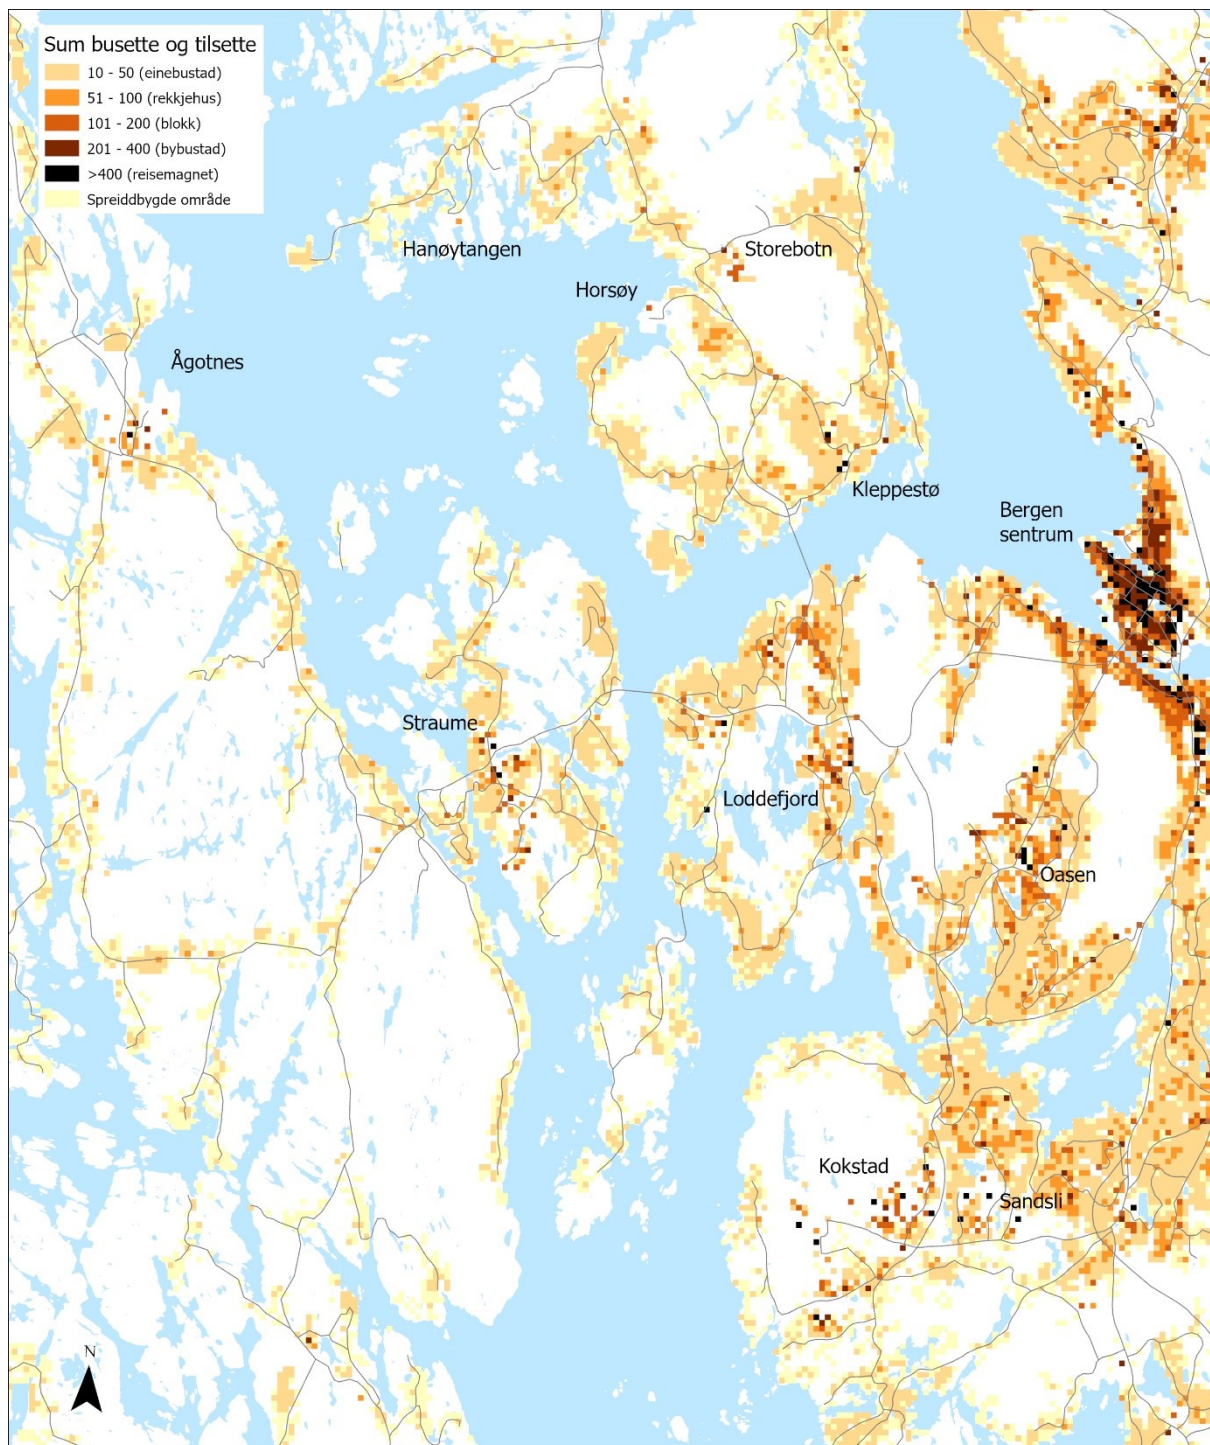 Sum busette og tilsette
10 - 50 (einebustad)
51 - 100 (rekkjehus)
101 - 200 (blokk)
201 - 400 (bybustad)
>400 (reisemagnet)
Spreiddbygde område
Hanøytangen
Storebotn
Horsøy
Ågotnes
Kleppestø
Bergen
sentrum
Straume
Loddefjord
Oasen
Kokstad
Sandsli
N